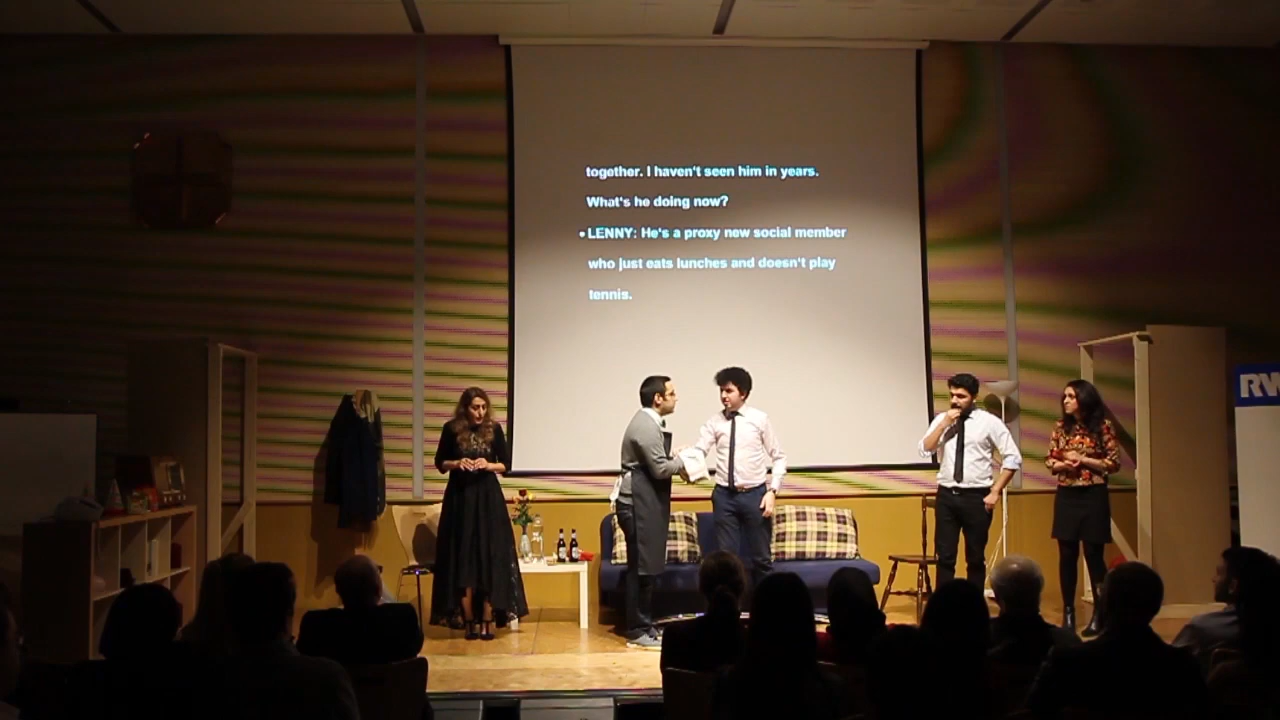 together. I haven't seen him in years.
What's he doing now?
• LENNY: He's a proxy new social member
who just eats lunches and doesn't play
tennis.
RW